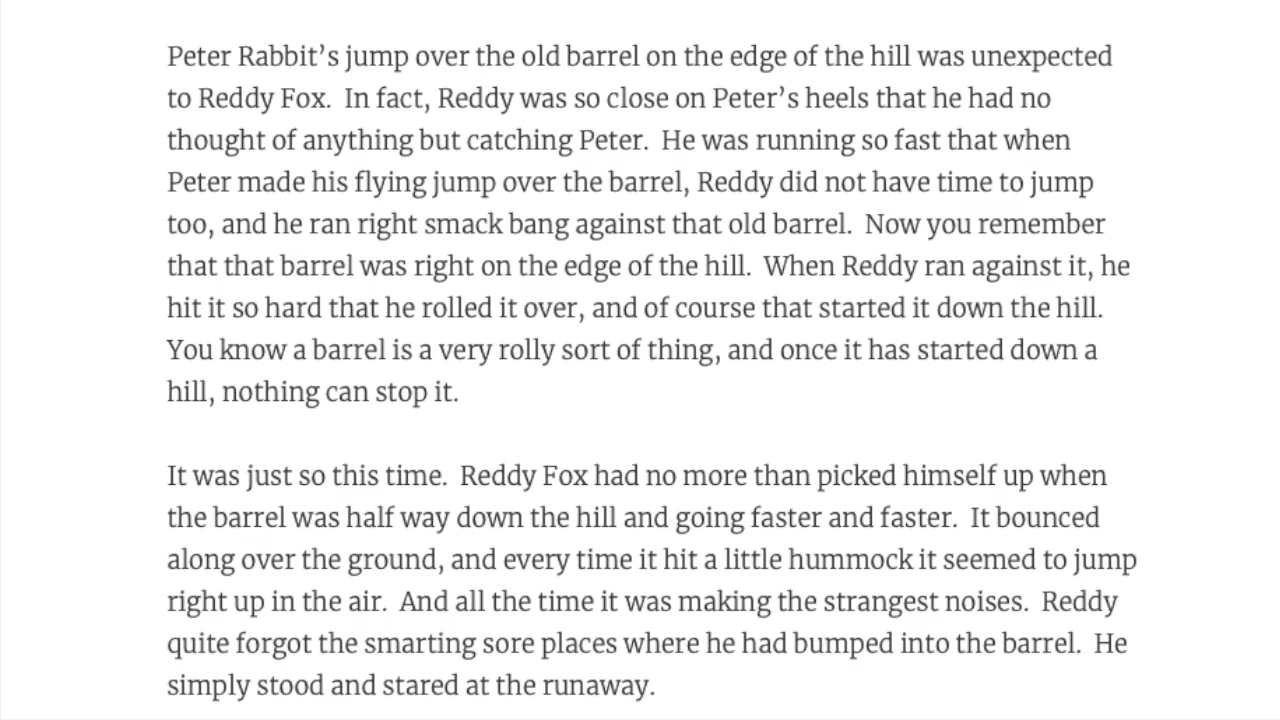 Peter Rabbit’s jump over the old barrel on the edge of the hill was unexpected
to Reddy Fox.  In fact, Reddy was so close on Peter’s heels that he had no
thought of anything but catching Peter.  He was running so fast that when
Peter made his flying jump over the barrel, Reddy did not have time to jump
too, and he ran right smack bang against that old barrel.  Now you remember
that that barrel was right on the edge of the hill.  When Reddy ran against it, he
hit it so hard that he rolled it over, and of course that started it down the hill.
You know a barrel is a very rolly sort of thing, and once it has started down a
hill, nothing can stop it.
It was just so this time.  Reddy Fox had no more than picked himself up when
the barrel was half way down the hill and going faster and faster.  It bounced
along over the ground, and every time it hit a little hummock it seemed to jump
right up in the air.  And all the time it was making the strangest noises.  Reddy
quite forgot the smarting sore places where he had bumped into the barrel.  He
simply stood and stared at the runaway.